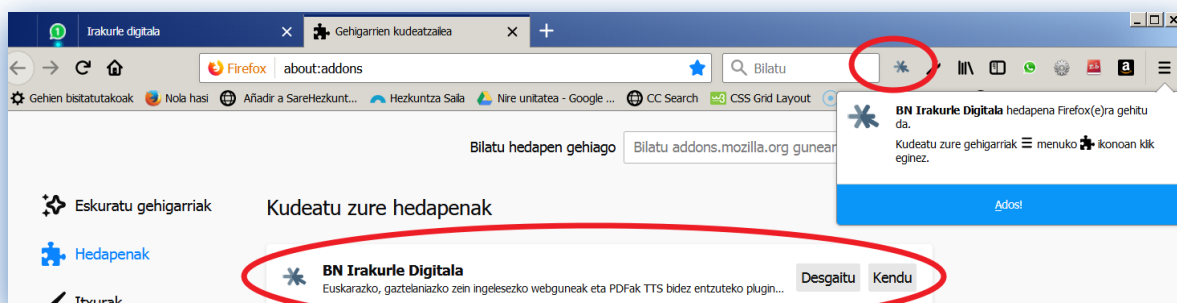 1 Irakurle digitala Gehigarrien kudeatzailea
Firefox about:addons Bilatu
Gehien bisitatutakoak Nola hasi Añadir a SareHezkunt... Hezkuntza Saila Nire unitatea - Google ... CC Search CSS Grid Layout
BN Irakurle Digitala hedapena Firefox(e)ra gehitu
da.
Kudeatu zure gehigarriak ☰ menuko ikonoan klik
eginez.
Ados!
Bilatu hedapen gehiago Bilatu addons.mozilla.org gunean
Eskuratu gehigarriak
Kudeatu zure hedapenak
Hedapenak
BN Irakurle Digitala
Euskarazko, gaztelaniazko zein ingelesezko webguneak eta PDFak TTS bidez entzuteko plugin...
Desgaitu Kendu
Itxurak